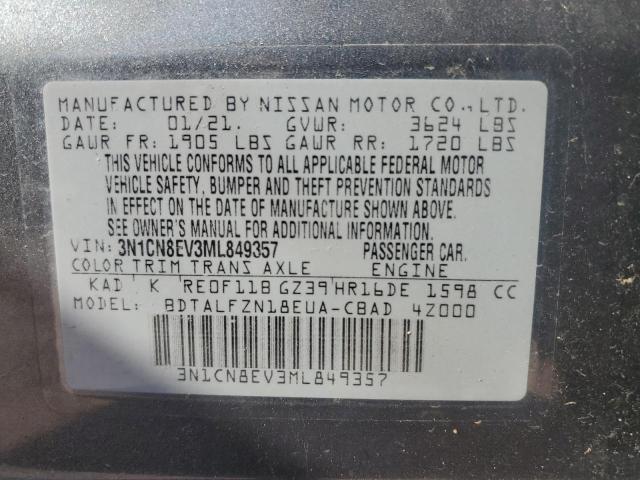 MANUFACTURED BY NISSAN MOTOR CO., LTD.
DATE: 01/21. GVWR: 3624 LBS
GAWR FR: 1905 LBS GAWR RR: 1720 LBS
THIS VEHICLE CONFORMS TO ALL APPLICABLE FEDERAL MOTOR
VEHICLE SAFETY, BUMPER AND THEFT PREVENTION STANDARDS
IN EFFECT ON THE DATE OF MANUFACTURE SHOWN ABOVE.
SEE OWNER'S MANUAL FOR ADDITIONAL INFORMATION.
VIN: 3N1CN8EV3ML849357 PASSENGER CAR.
COLOR TRIM TRANS AXLE ENGINE
KAD K RE0F11B GZ39 HR16DE 1598 CC
MODEL: BDTALFZN18EUA-CBAD 4Z000
3N1CN8EV3ML849357